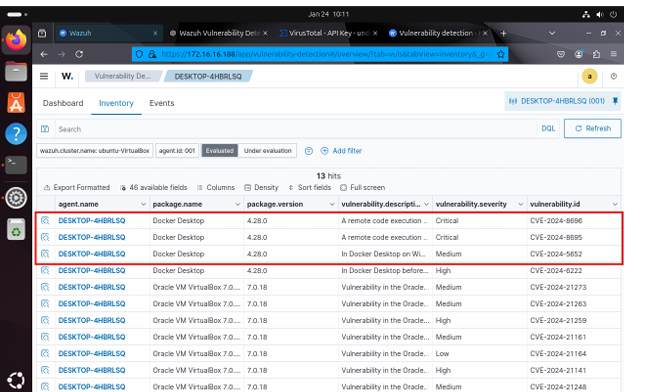 Jan 24 10:11
Wazuh
Wazuh Vulnerability Dete
VirusTotal - API Key - und
Vulnerability detection -
https://172.16.16.188/app/vulnerability-detection#/overview/?tab=vuls&tabView=inventory&_g=
W. Vulnerability De... DESKTOP-4HBRLSQ a
Dashboard Inventory Events DESKTOP-4HBRLSQ (001)
Search DQL Refresh
wazuh.cluster.name: ubuntu-VirtualBox agent.id: 001 Evaluated Under evaluation Add filter
13 hits
Export Formatted 46 available fields Columns Density Sort fields Full screen
agent.name package.name package.version vulnerability.descripti... vulnerability.severity vulnerability.id
DESKTOP-4HBRLSQ Docker Desktop 4.28.0 A remote code execution ... Critical CVE-2024-8696
DESKTOP-4HBRLSQ Docker Desktop 4.28.0 A remote code execution ... Critical CVE-2024-8695
DESKTOP-4HBRLSQ Docker Desktop 4.28.0 In Docker Desktop on Wi... Medium CVE-2024-5652
DESKTOP-4HBRLSQ Docker Desktop 4.28.0 In Docker Desktop before... High CVE-2024-6222
DESKTOP-4HBRLSQ Oracle VM VirtualBox 7.0.... 7.0.18 Vulnerability in the Oracle... Medium CVE-2024-21273
DESKTOP-4HBRLSQ Oracle VM VirtualBox 7.0.... 7.0.18 Vulnerability in the Oracle... Medium CVE-2024-21263
DESKTOP-4HBRLSQ Oracle VM VirtualBox 7.0.... 7.0.18 Vulnerability in the Oracle... High CVE-2024-21259
DESKTOP-4HBRLSQ Oracle VM VirtualBox 7.0.... 7.0.18 Vulnerability in the Oracle... Medium CVE-2024-21161
DESKTOP-4HBRLSQ Oracle VM VirtualBox 7.0.... 7.0.18 Vulnerability in the Oracle... Low CVE-2024-21164
DESKTOP-4HBRLSQ Oracle VM VirtualBox 7.0.... 7.0.18 Vulnerability in the Oracle... High CVE-2024-21141
DESKTOP-4HBRLSQ Oracle VM VirtualBox 7.0.... 7.0.18 Vulnerability in the Oracle... Medium CVE-2024-21248